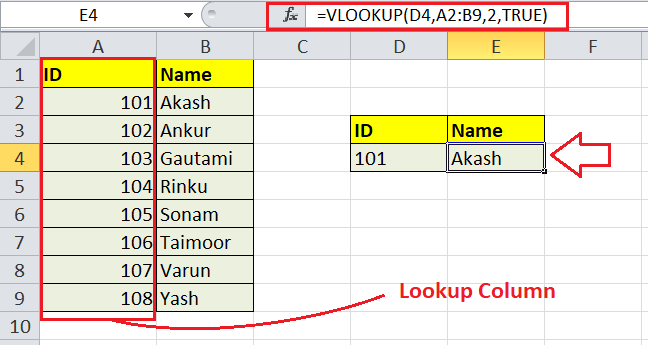 E4 fx =VLOOKUP(D4,A2:B9,2,TRUE)
A B C D E F
1 ID Name
2 101 Akash
3 102 Ankur ID Name
4 103 Gautami 101 Akash
5 104 Rinku
6 105 Sonam
7 106 Taimoor
8 107 Varun
9 108 Yash Lookup Column
10